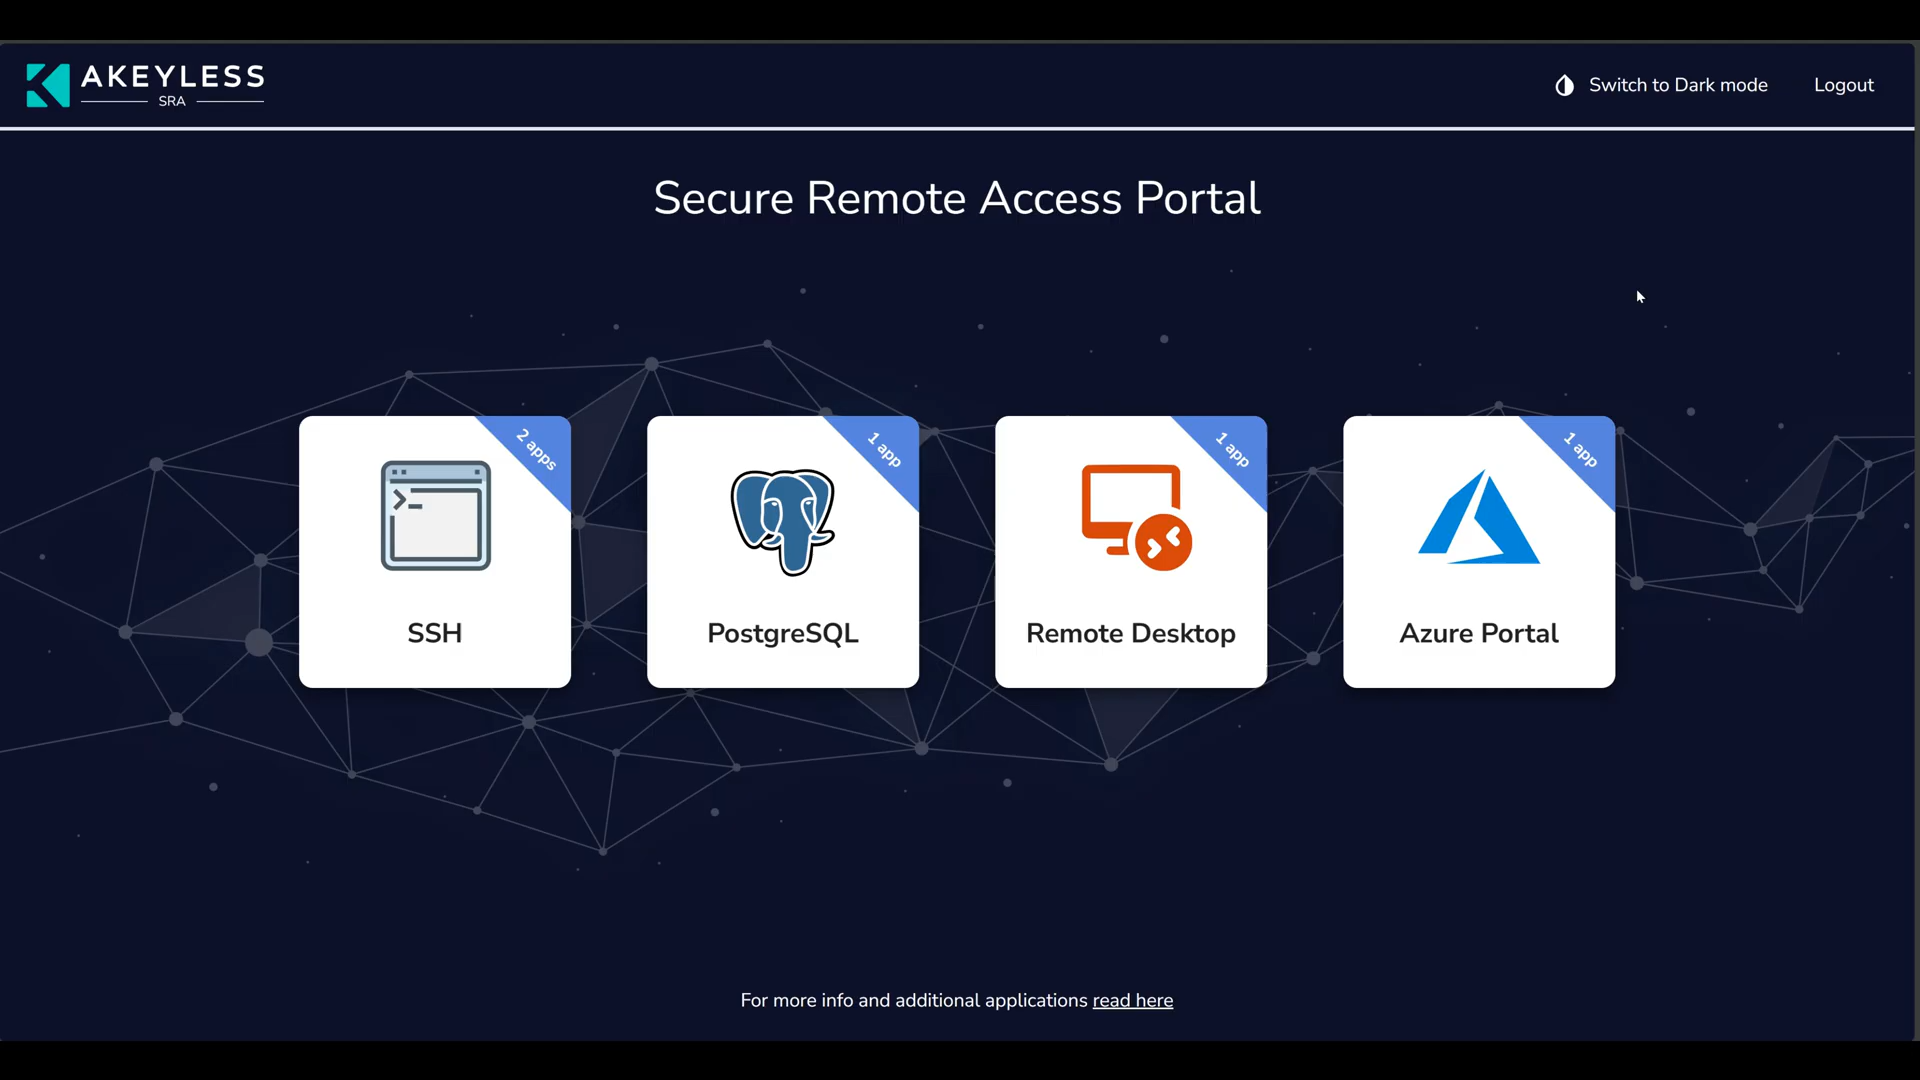 AKEYLESS
SRA
Switch to Dark mode
Logout
Secure Remote Access Portal
2 apps
SSH
1 app
PostgreSQL
1 app
Remote Desktop
1 app
Azure Portal
For more info and additional applications read here